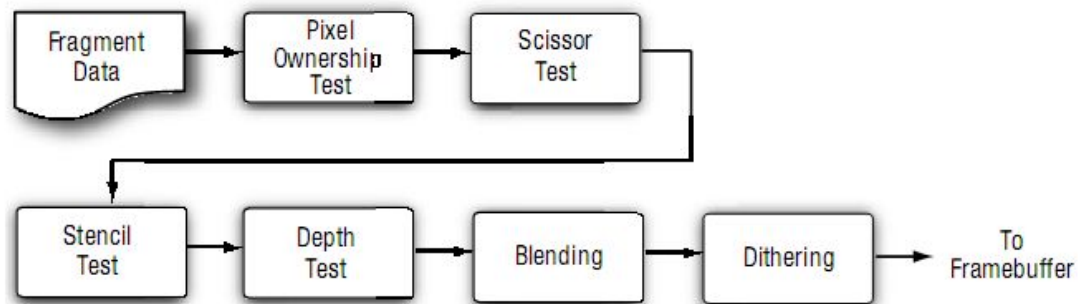 Fragment
Data
Pixel
Ownership
Test
Scissor
Test
Stencil
Test
Depth
Test
Blending
Dithering
To
Framebuffer